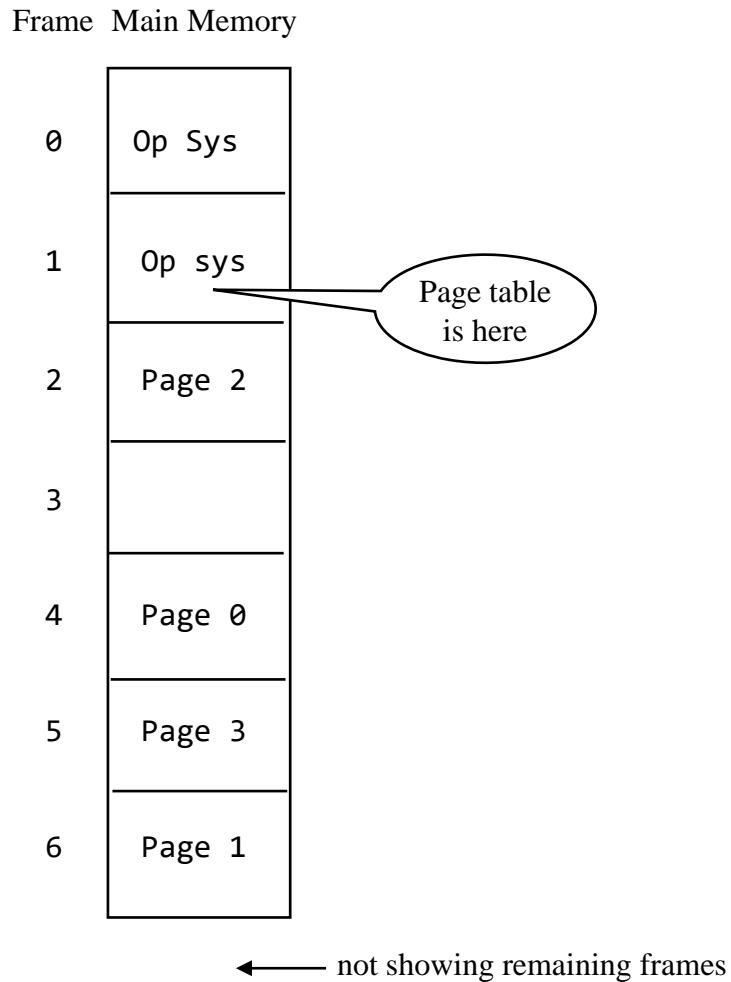 Frame Main Memory
0 Op Sys
1 Op sys
Page table
is here
2 Page 2
3
4 Page 0
5 Page 3
6 Page 1
not showing remaining frames